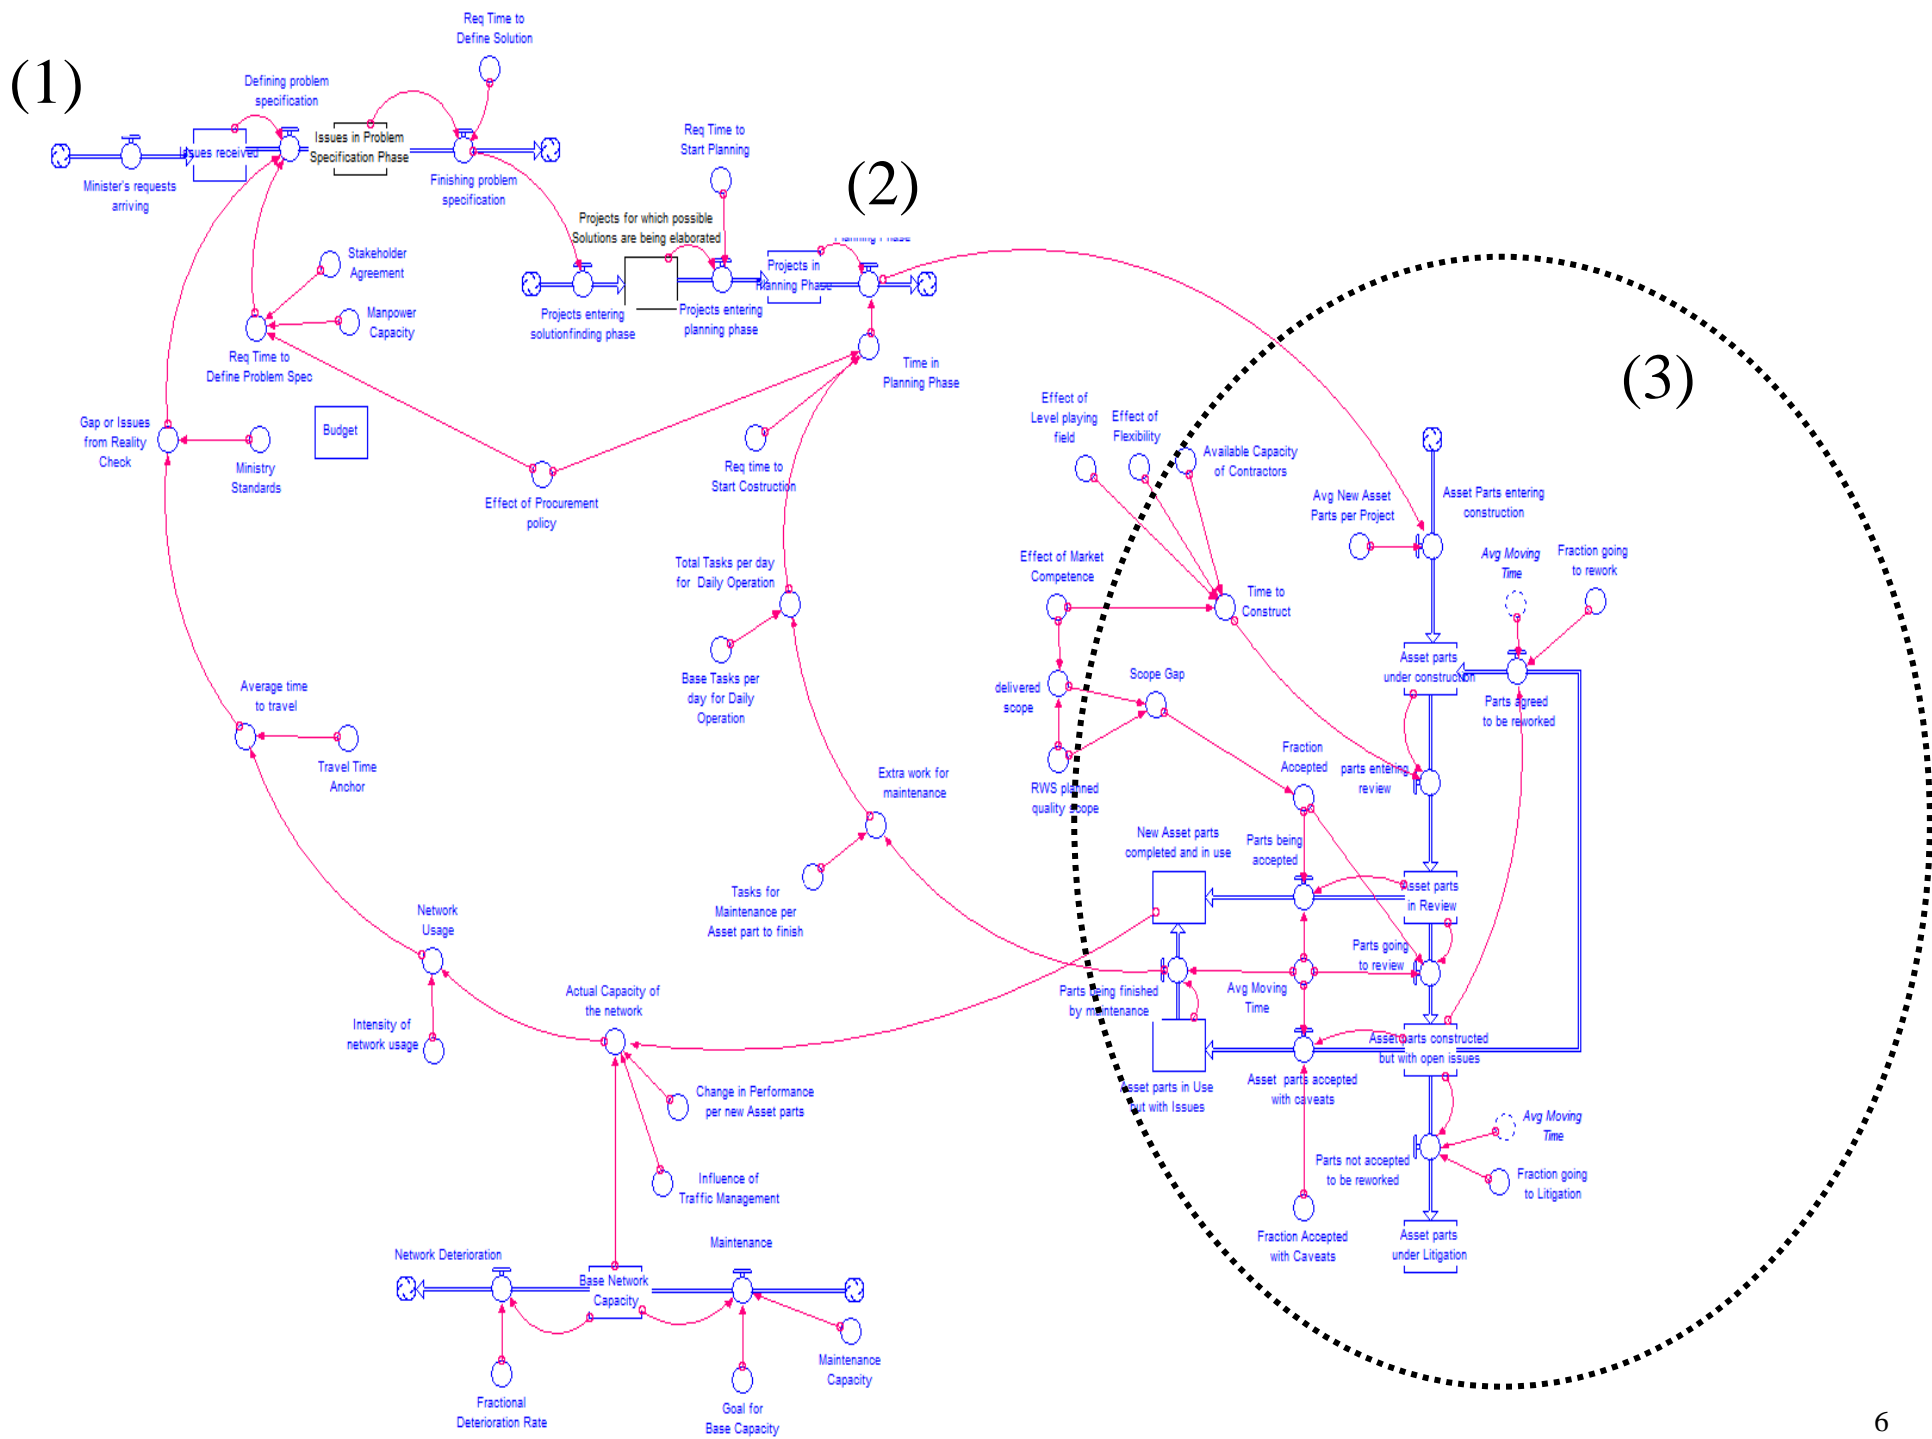 (1)
Req Time to
Define Solution
Defining problem
specification
Issues received
Issues in Problem
Specification Phase
Minister's requests
arriving
Finishing problem
specification
Req Time to
Start Planning
(2)
Projects for which possible
Solutions are being elaborated
Planning Phase
Projects in
Planning Phase
Projects entering
solutionfinding phase
Projects entering
planning phase
Stakeholder
Agreement
Manpower
Capacity
Req Time to
Define Problem Spec
Time in
Planning Phase
Gap or Issues
from Reality
Check
Budget
Ministry
Standards
Req time to
Start Costruction
Effect of Procurement
policy
(3)
Effect of
Level playing
field
Effect of
Flexibility
Available Capacity
of Contractors
Avg New Asset
Parts per Project
Asset Parts entering
construction
Avg Moving
Time
Fraction going
to rework
Total Tasks per day
for Daily Operation
Effect of Market
Competence
Time to
Construct
Base Tasks per
day for Daily
Operation
Asset parts
under construction
Parts agreed
to be reworked
delivered
scope
Scope Gap
Average time
to travel
Travel Time
Anchor
Fraction
Accepted
parts entering
review
RWS planned
quality scope
Extra work for
maintenance
New Asset parts
completed and in use
Parts being
accepted
Asset parts
in Review
Tasks for
Maintenance per
Asset part to finish
Network
Usage
Parts going
to review
Actual Capacity of
the network
Parts being finished
by maintenance
Avg Moving
Time
Intensity of
network usage
Asset parts constructed
but with open issues
Asset parts in Use
but with Issues
Asset parts accepted
with caveats
Change in Performance
per new Asset parts
Avg Moving
Time
Influence of
Traffic Management
Parts not accepted
to be reworked
Fraction going
to Litigation
Fraction Accepted
with Caveats
Asset parts
under Litigation
Network Deterioration
Maintenance
Base Network
Capacity
Maintenance
Capacity
Fractional
Deterioration Rate
Goal for
Base Capacity
6